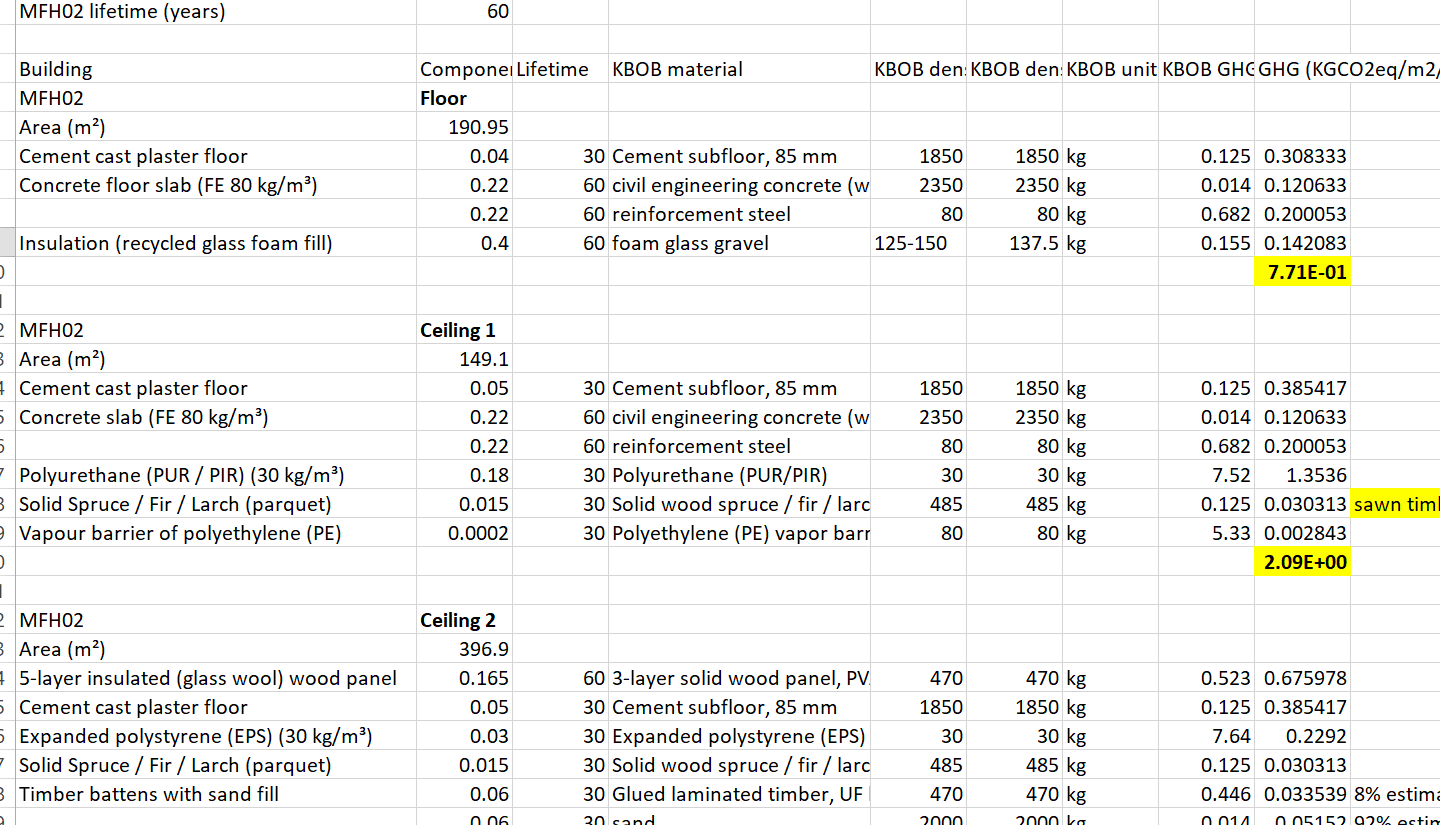 MFH02 lifetime (years) 60
Building Componen Lifetime KBOB material KBOB den KBOB den KBOB unit KBOB GHG GHG (KGCO2eq/m2/
MFH02 Floor
Area (m²) 190.95
Cement cast plaster floor 0.04 30 Cement subfloor, 85 mm 1850 1850 kg 0.125 0.308333
Concrete floor slab (FE 80 kg/m³) 0.22 60 civil engineering concrete (w 2350 2350 kg 0.014 0.120633
0.22 60 reinforcement steel 80 80 kg 0.682 0.200053
Insulation (recycled glass foam fill) 0.4 60 foam glass gravel 125-150 137.5 kg 0.155 0.142083
7.71E-01
MFH02 Ceiling 1
Area (m²) 149.1
Cement cast plaster floor 0.05 30 Cement subfloor, 85 mm 1850 1850 kg 0.125 0.385417
Concrete slab (FE 80 kg/m³) 0.22 60 civil engineering concrete (w 2350 2350 kg 0.014 0.120633
0.22 60 reinforcement steel 80 80 kg 0.682 0.200053
Polyurethane (PUR / PIR) (30 kg/m³) 0.18 30 Polyurethane (PUR/PIR) 30 30 kg 7.52 1.3536
Solid Spruce / Fir / Larch (parquet) 0.015 30 Solid wood spruce / fir / larc 485 485 kg 0.125 0.030313 sawn timb
Vapour barrier of polyethylene (PE) 0.0002 30 Polyethylene (PE) vapor barr 80 80 kg 5.33 0.002843
2.09E+00
MFH02 Ceiling 2
Area (m²) 396.9
5-layer insulated (glass wool) wood panel 0.165 60 3-layer solid wood panel, PV 470 470 kg 0.523 0.675978
Cement cast plaster floor 0.05 30 Cement subfloor, 85 mm 1850 1850 kg 0.125 0.385417
Expanded polystyrene (EPS) (30 kg/m³) 0.03 30 Expanded polystyrene (EPS) 30 30 kg 7.64 0.2292
Solid Spruce / Fir / Larch (parquet) 0.015 30 Solid wood spruce / fir / larc 485 485 kg 0.125 0.030313
Timber battens with sand fill 0.06 30 Glued laminated timber, UF 470 470 kg 0.446 0.033539 8% estima
0.06 30 sand 2000 2000 kg 0.014 0.05152 92% estim